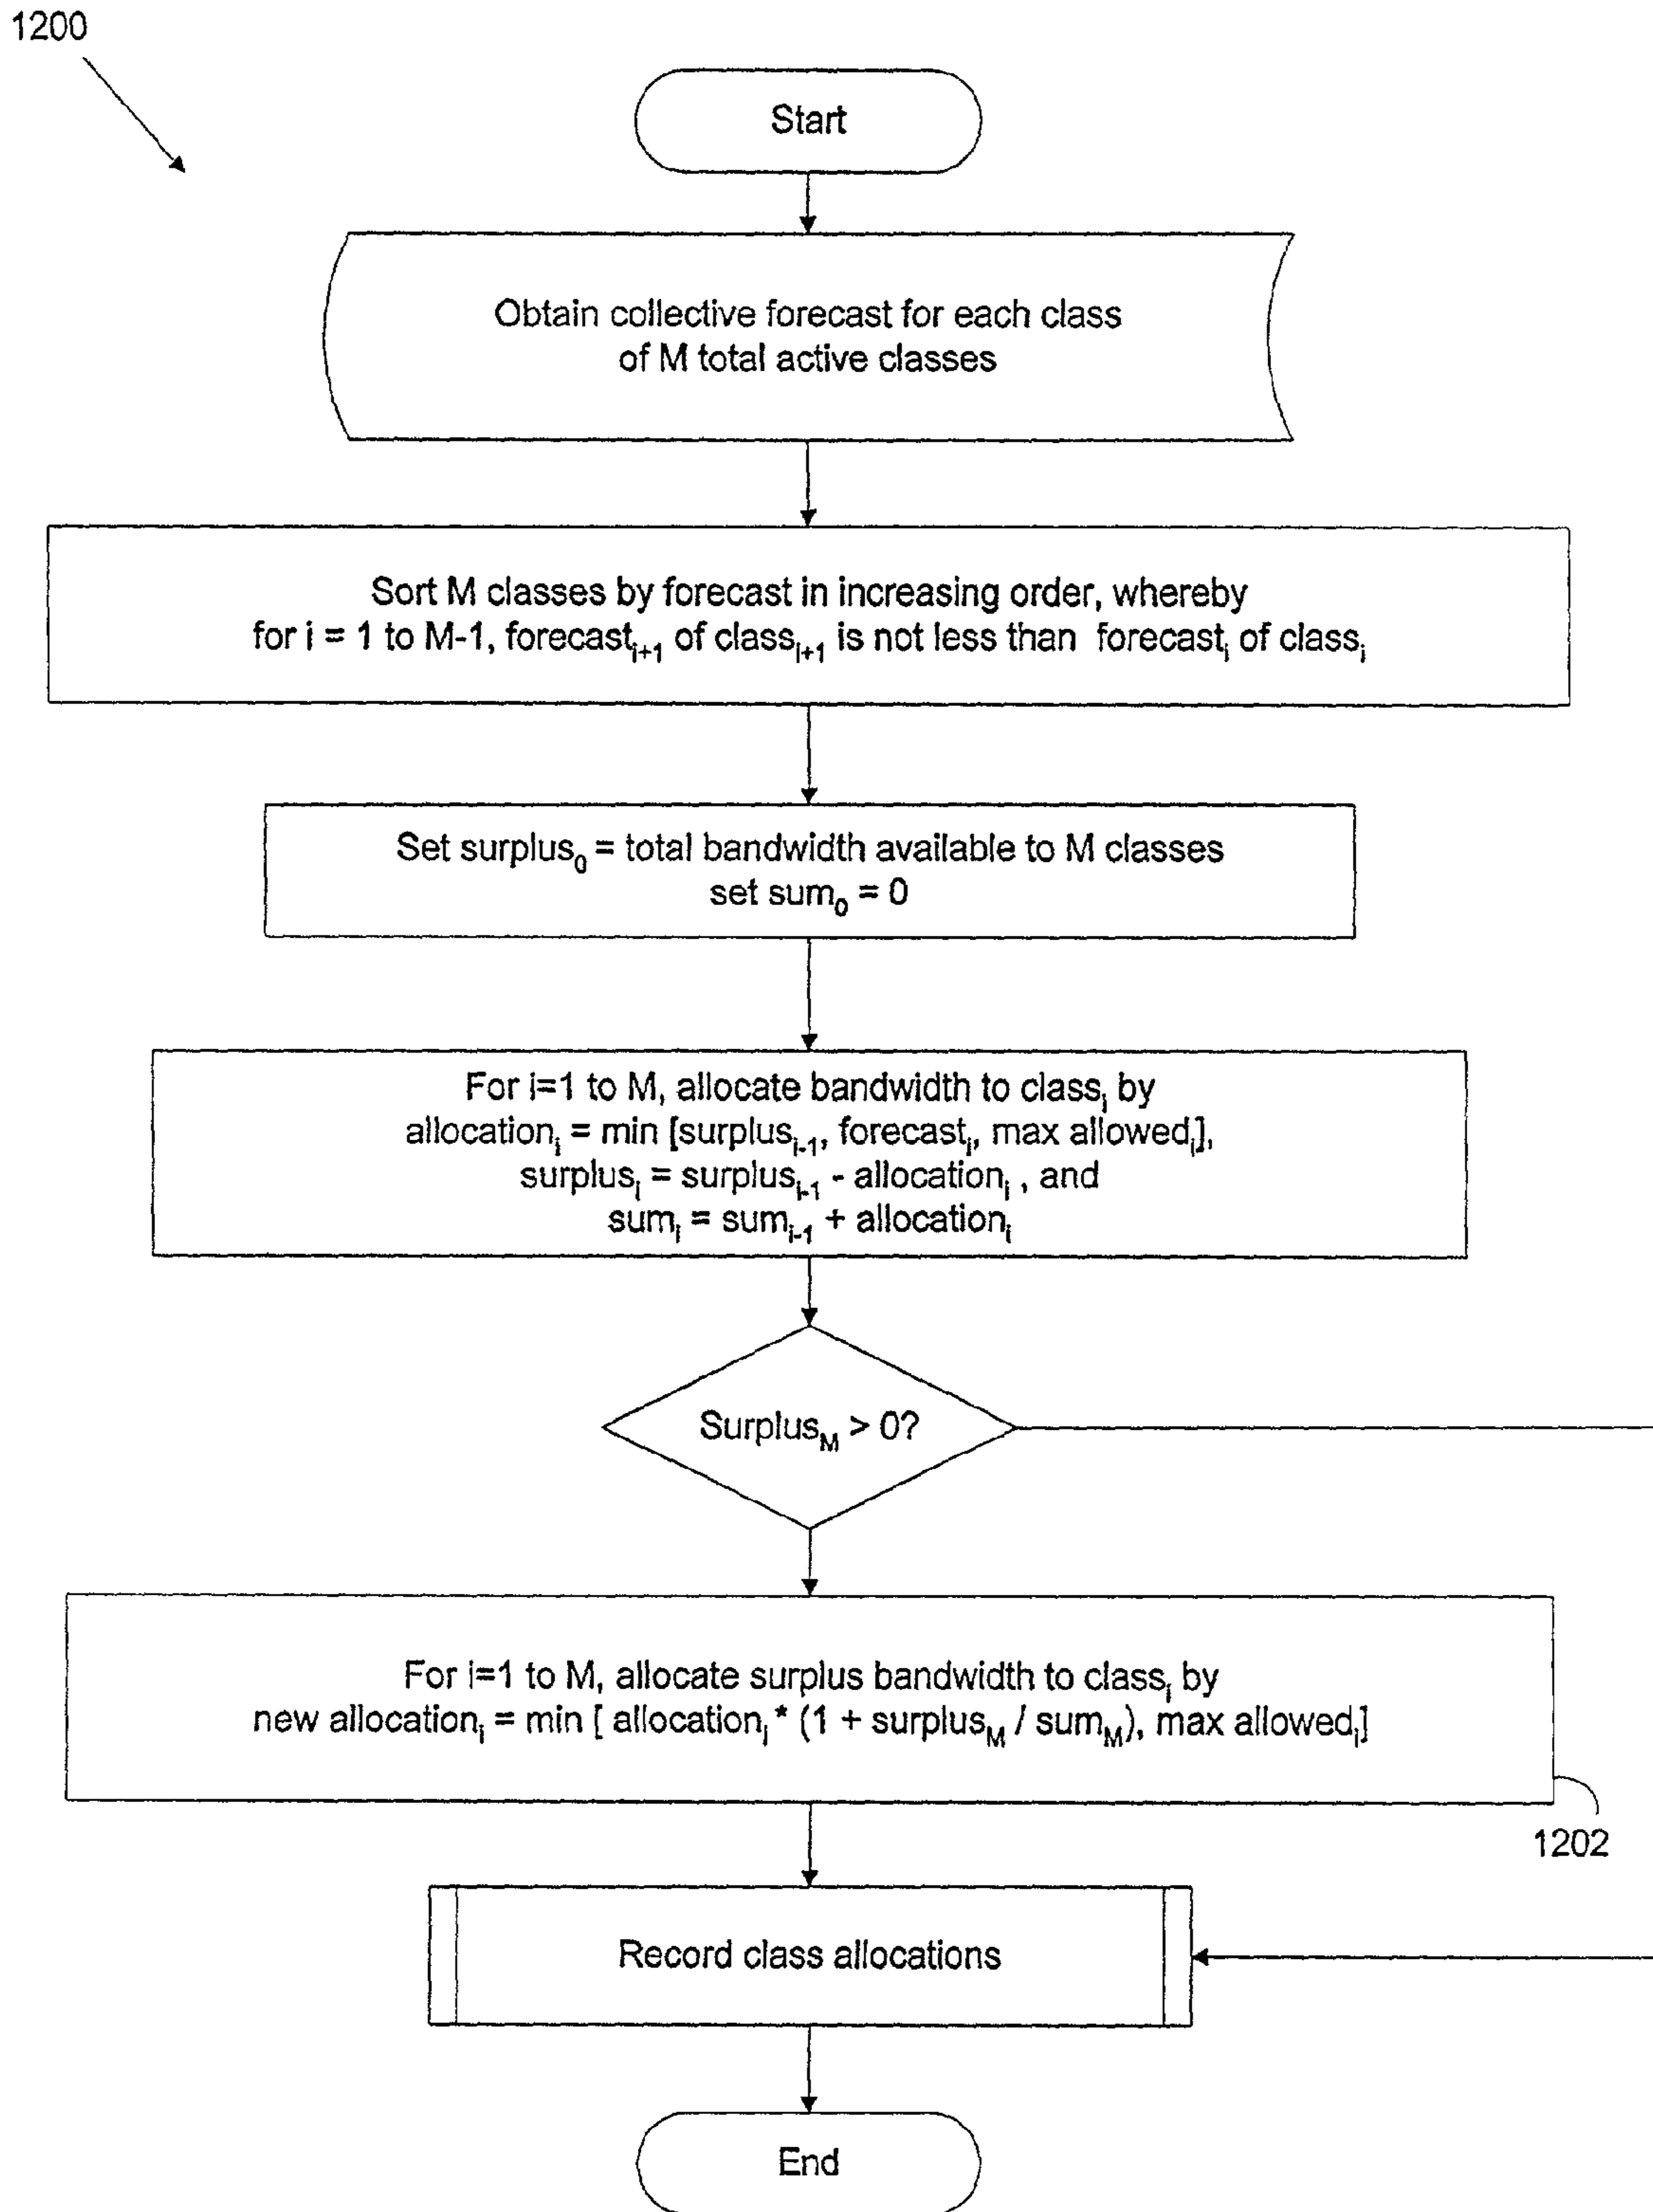 1200
Start
Obtain collective forecast for each class
of M total active classes
Sort M classes by forecast in increasing order, whereby
for i = 1 to M-1, forecastᵢ₊₁ of classᵢ₊₁ is not less than forecastᵢ of classᵢ
Set surplus₀ = total bandwidth available to M classes
set sum₀ = 0
For i=1 to M, allocate bandwidth to classᵢ by
allocationᵢ = min [surplusᵢ₋₁, forecastᵢ, max allowedᵢ],
surplusᵢ = surplusᵢ₋₁ - allocationᵢ , and
sumᵢ = sumᵢ₋₁ + allocationᵢ
Surplus_M > 0?
For i=1 to M, allocate surplus bandwidth to classᵢ by
new allocationᵢ = min [ allocationᵢ * (1 + surplus_M / sum_M), max allowedᵢ]
1202
Record class allocations
End